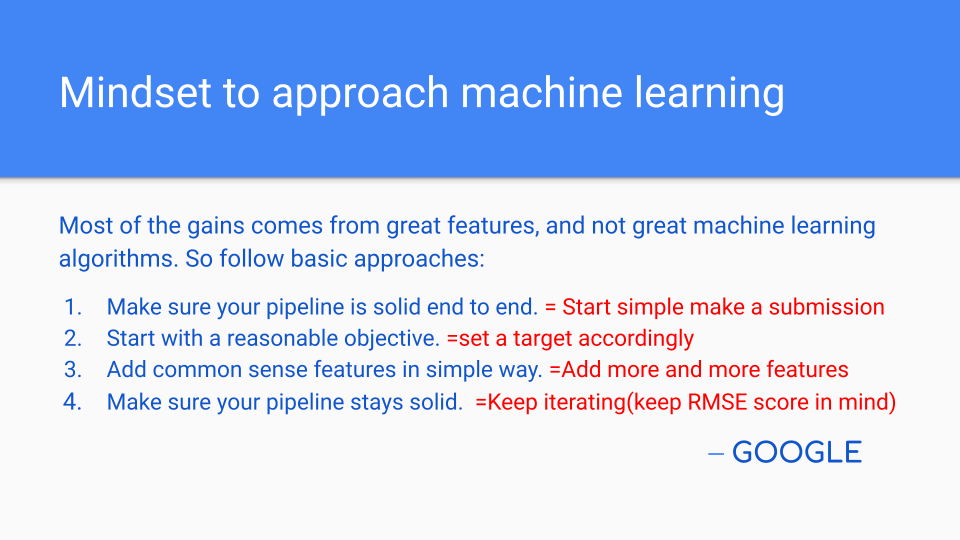 Mindset to approach machine learning
Most of the gains comes from great features, and not great machine learning
algorithms. So follow basic approaches:
1. Make sure your pipeline is solid end to end. = Start simple make a submission
2. Start with a reasonable objective. =set a target accordingly
3. Add common sense features in simple way. =Add more and more features
4. Make sure your pipeline stays solid. =Keep iterating(keep RMSE score in mind)
– GOOGLE